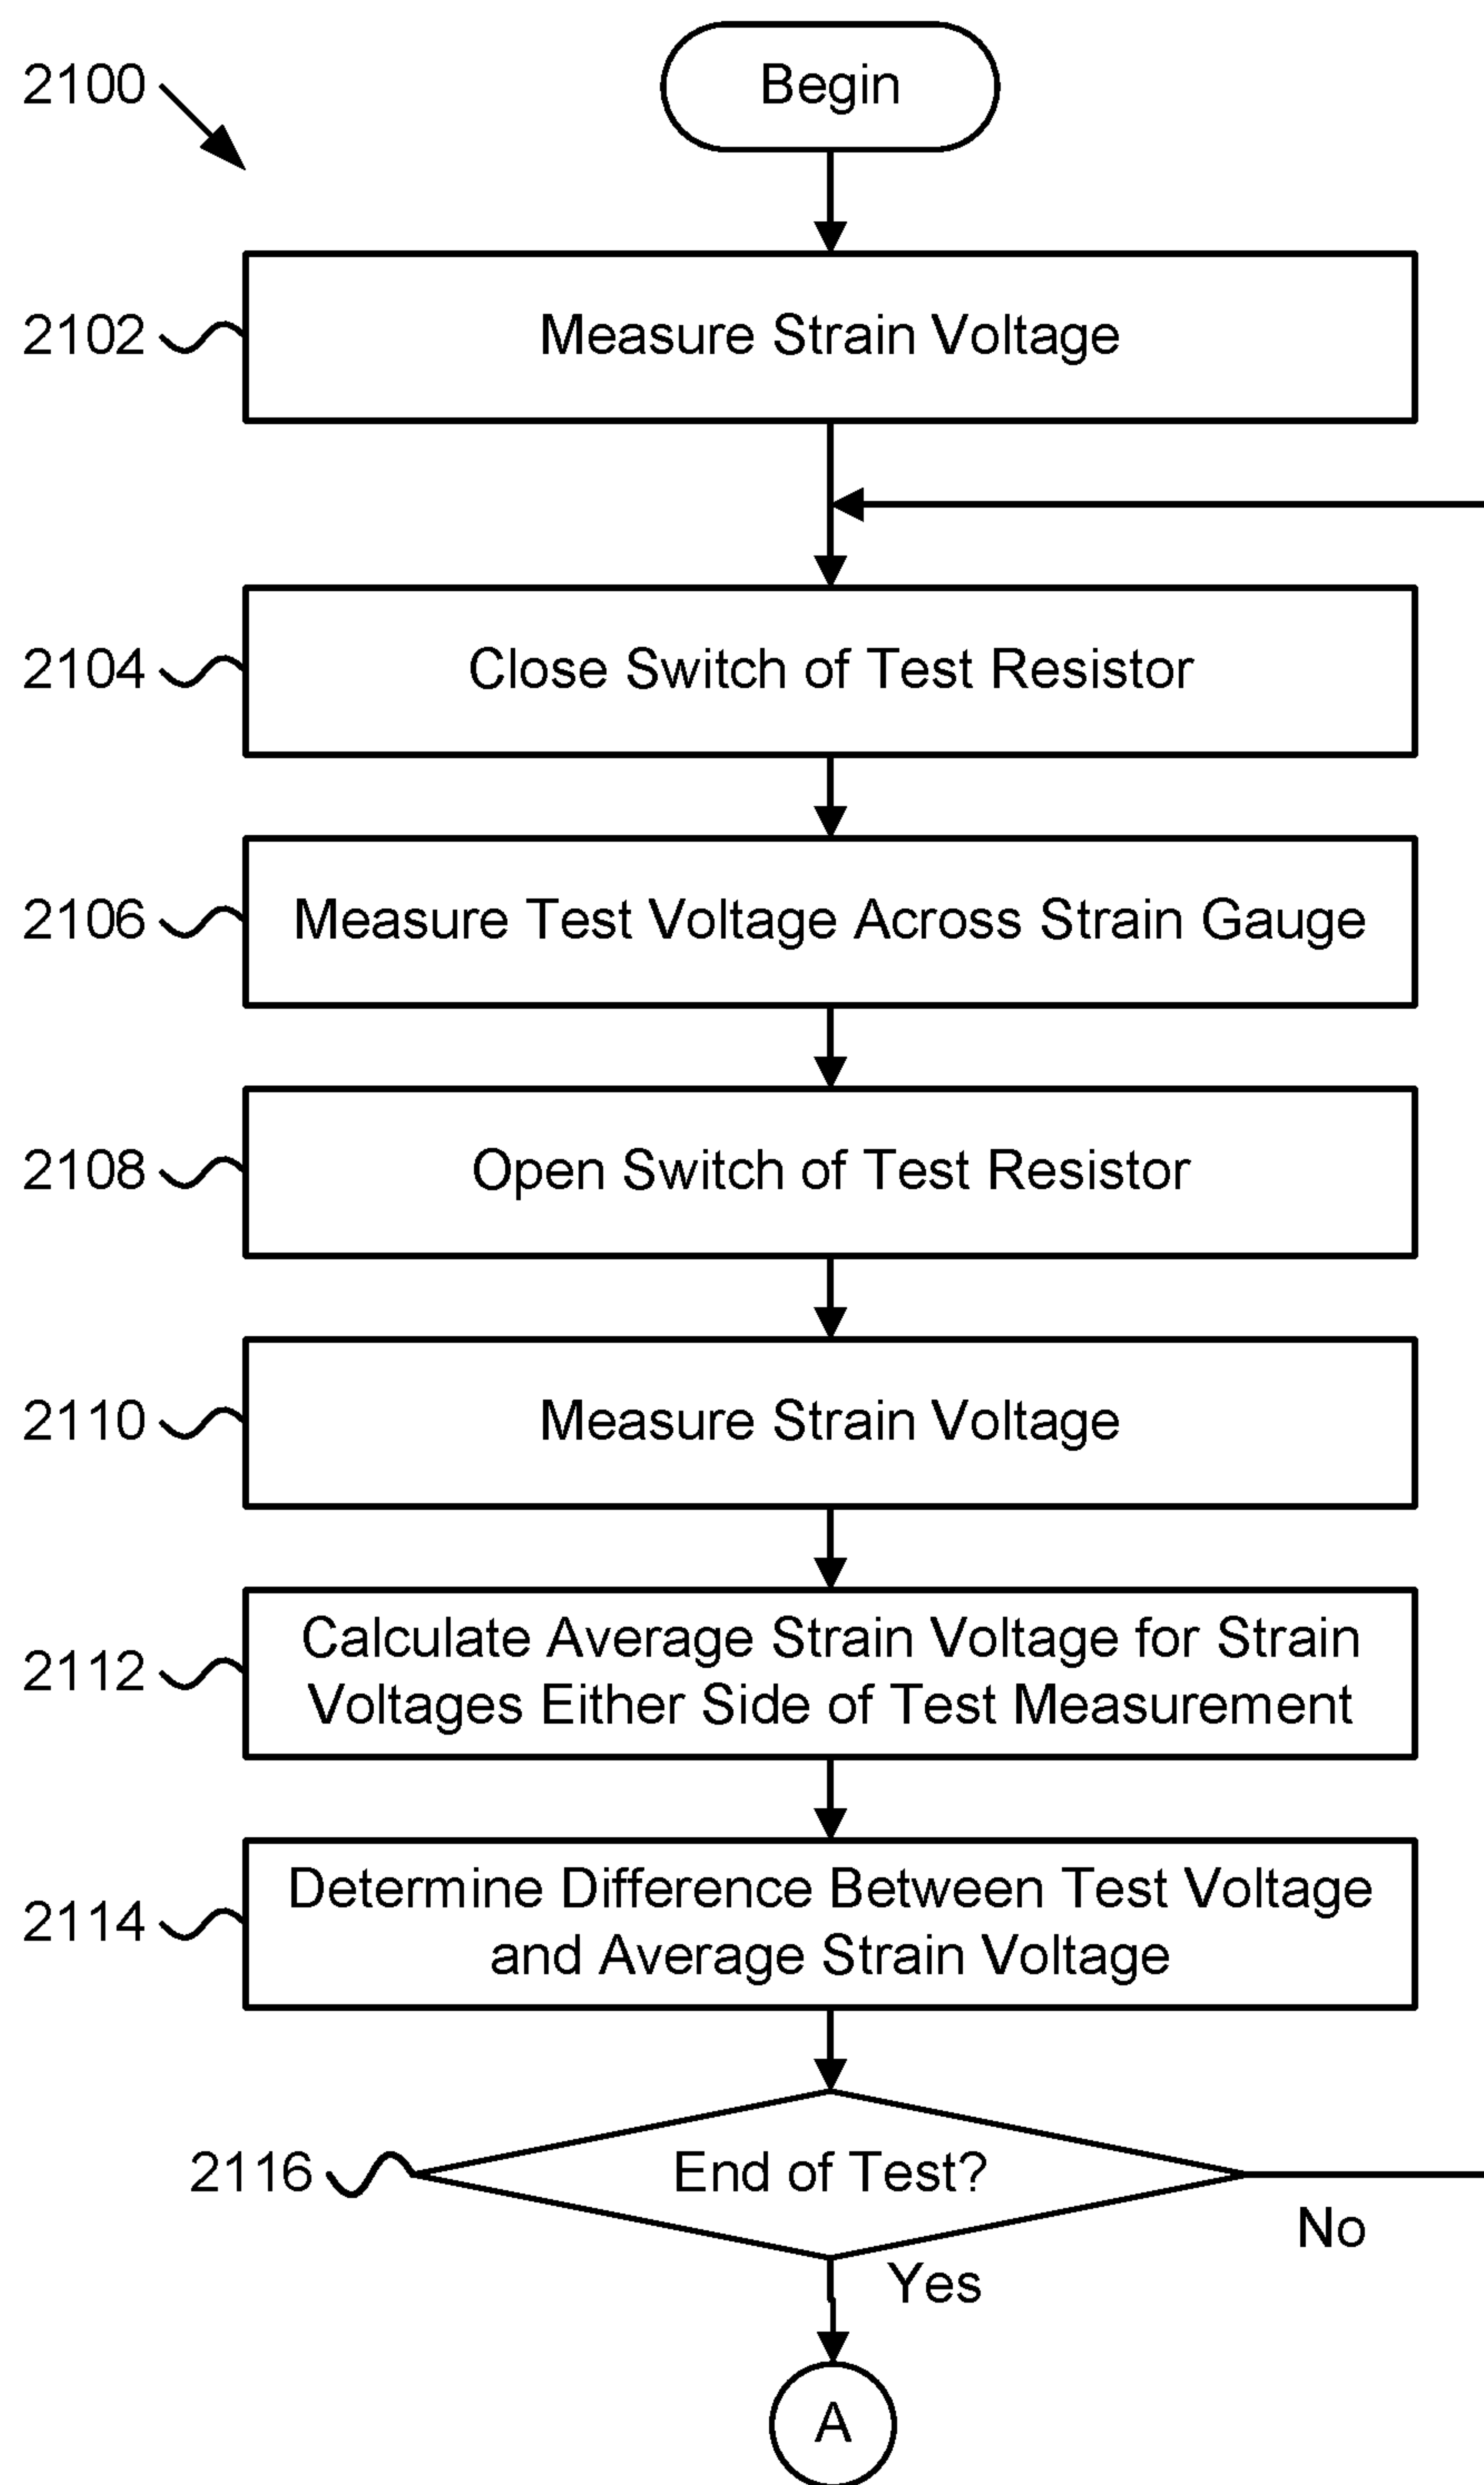 2100
Begin
2102
Measure Strain Voltage
2104
Close Switch of Test Resistor
2106
Measure Test Voltage Across Strain Gauge
2108
Open Switch of Test Resistor
2110
Measure Strain Voltage
2112
Calculate Average Strain Voltage for Strain
Voltages Either Side of Test Measurement
2114
Determine Difference Between Test Voltage
and Average Strain Voltage
2116
End of Test?
No
Yes
A